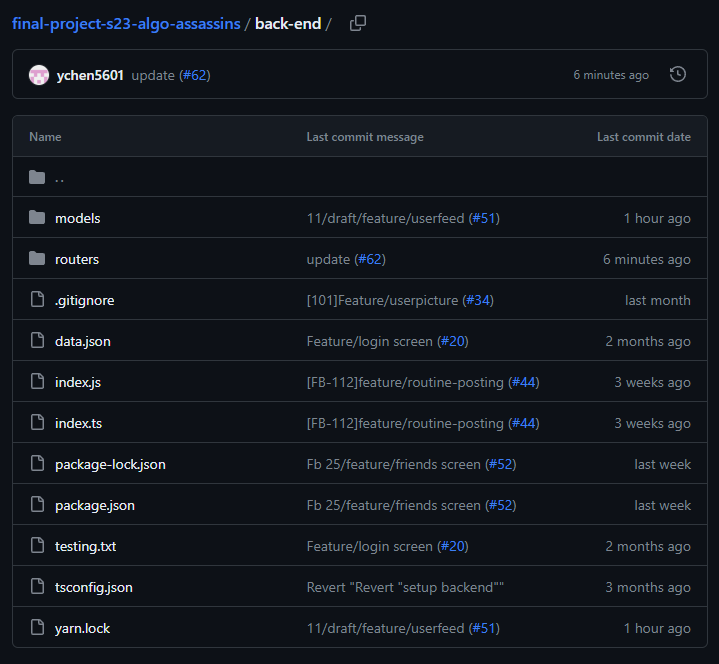 final-project-s23-algo-assassins / back-end /
ychen5601 update (#62) 6 minutes ago
Name Last commit message Last commit date
..
models 11/draft/feature/userfeed (#51) 1 hour ago
routers update (#62) 6 minutes ago
.gitignore [101]Feature/userpicture (#34) last month
data.json Feature/login screen (#20) 2 months ago
index.js [FB-112]feature/routine-posting (#44) 3 weeks ago
index.ts [FB-112]feature/routine-posting (#44) 3 weeks ago
package-lock.json Fb 25/feature/friends screen (#52) last week
package.json Fb 25/feature/friends screen (#52) last week
testing.txt Feature/login screen (#20) 2 months ago
tsconfig.json Revert "Revert "setup backend"" 3 months ago
yarn.lock 11/draft/feature/userfeed (#51) 1 hour ago